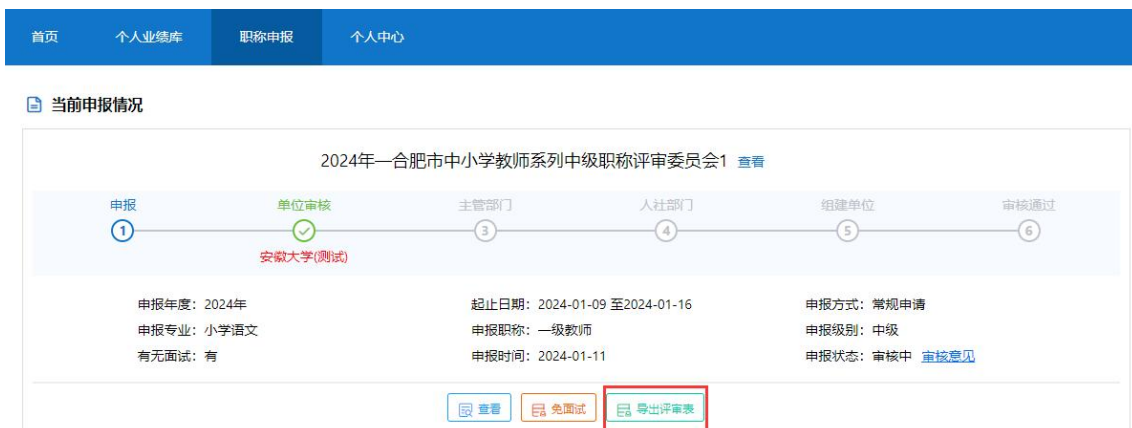 首页 个人业绩库 职称申报 个人中心
当前申报情况
2024年—合肥市中小学教师系列中级职称评审委员会1 查看
申报 单位审核 主管部门 人社部门 组建单位 审核通过
1 3 4 5 6
安徽大学(测试)
申报年度：2024年 起止日期：2024-01-09 至2024-01-16 申报方式：常规申请
申报专业：小学语文 申报职称：一级教师 申报级别：中级
有无面试：有 申报时间：2024-01-11 申报状态：审核中 审核意见
查看 免面试 导出评审表